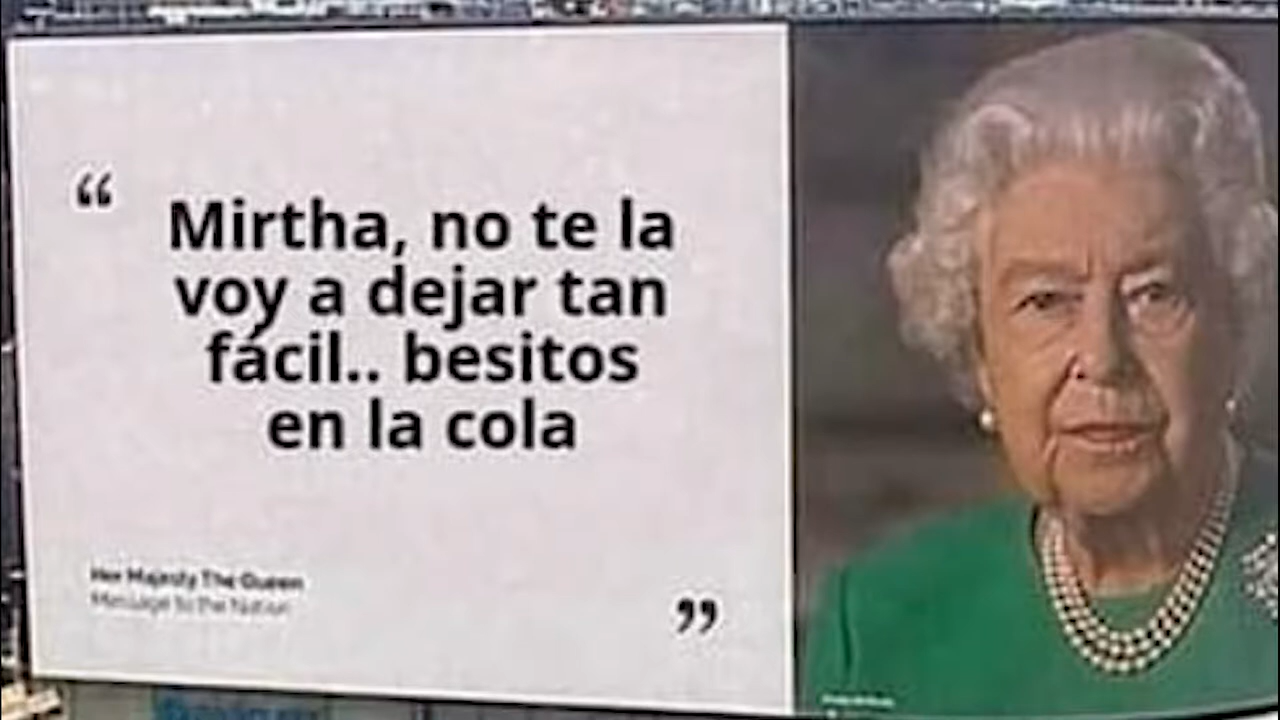 “
Mirtha, no te la
voy a dejar tan
fácil.. besitos
en la cola
Her Majesty The Queen
Message to the Nation
”